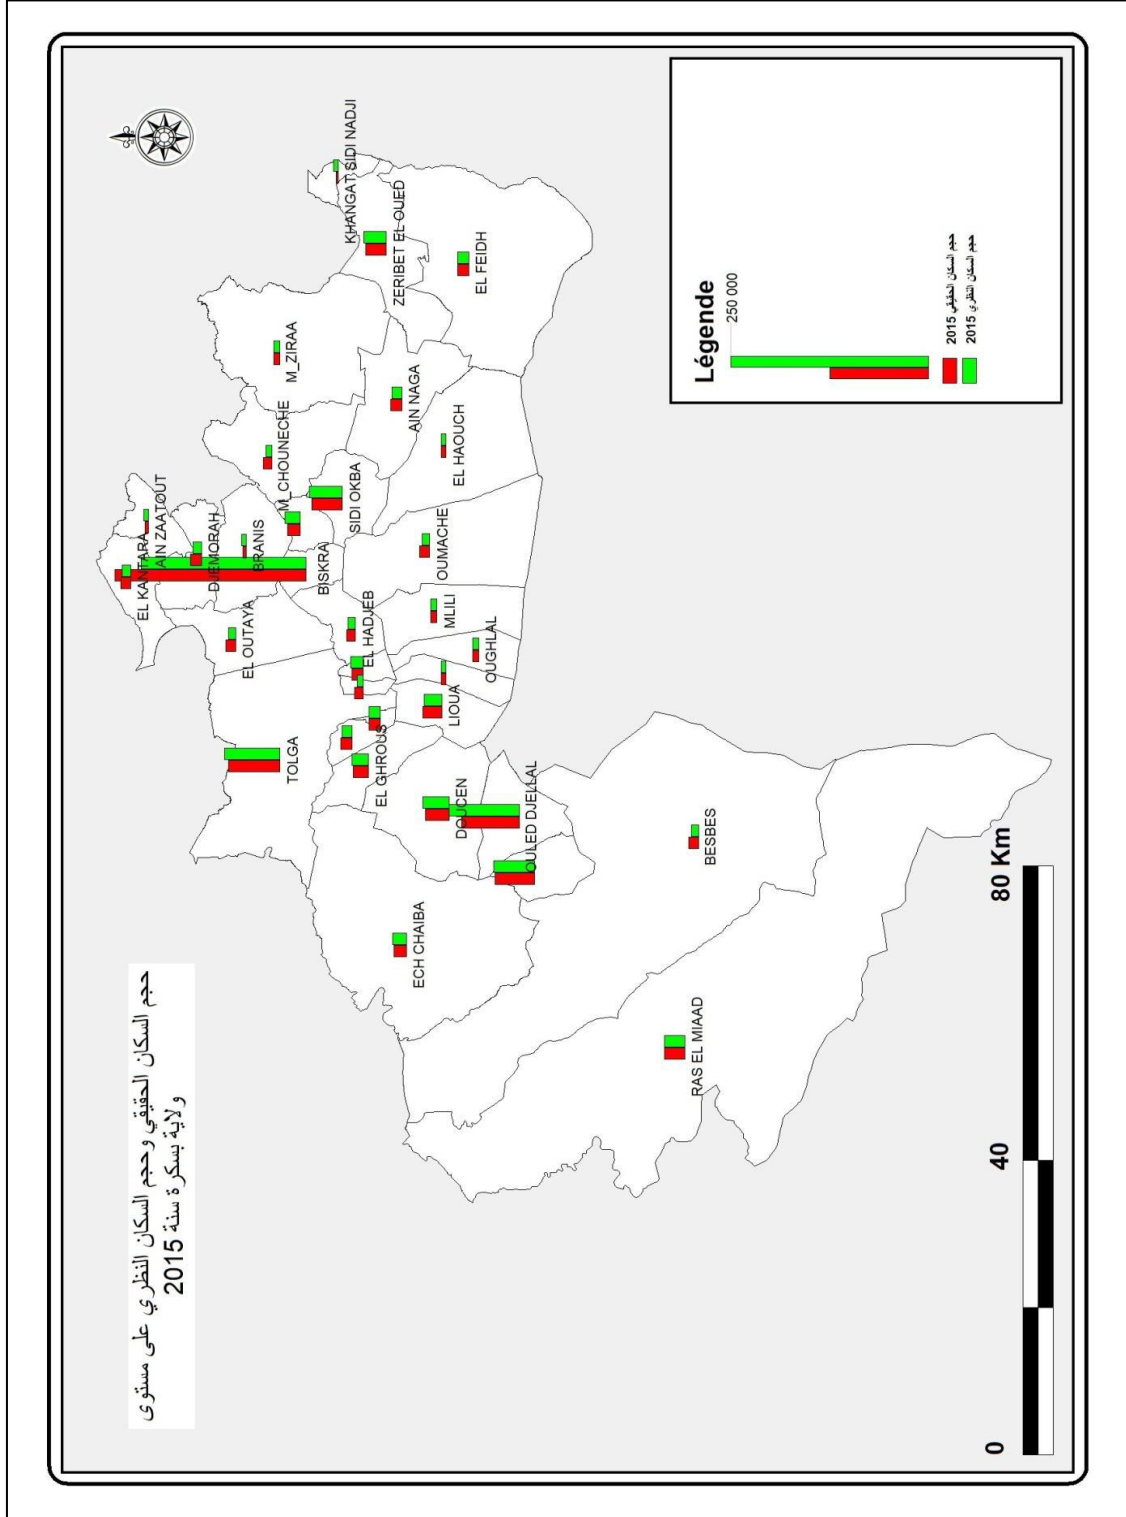 حجم السكان الحقيقي وحجم السكان النظري على مستوى
ولاية بسكرة سنة 2015
EL KANTARA
AIN ZAATOUT
DJEMORAH
BRANIS
M_CHOUNECHE
M_ZIRAA
KHANGAT SIDI NADJI
ZERIBET EL OUED
EL FEIDH
EL OUTAYA
BISKRA
SIDI OKBA
AIN NAGA
EL HAOUCH
TOLGA
EL HADJEB
OUMACHE
MLILI
OUGHLAL
LIOUA
EL GHROUS
DOUCEN
OULED DJELLAL
ECH CHAIBA
BESBES
RAS EL MIAAD
Légende
250 000
حجم السكان الحقيقي 2015
حجم السكان النظري 2015
0
40
80 Km